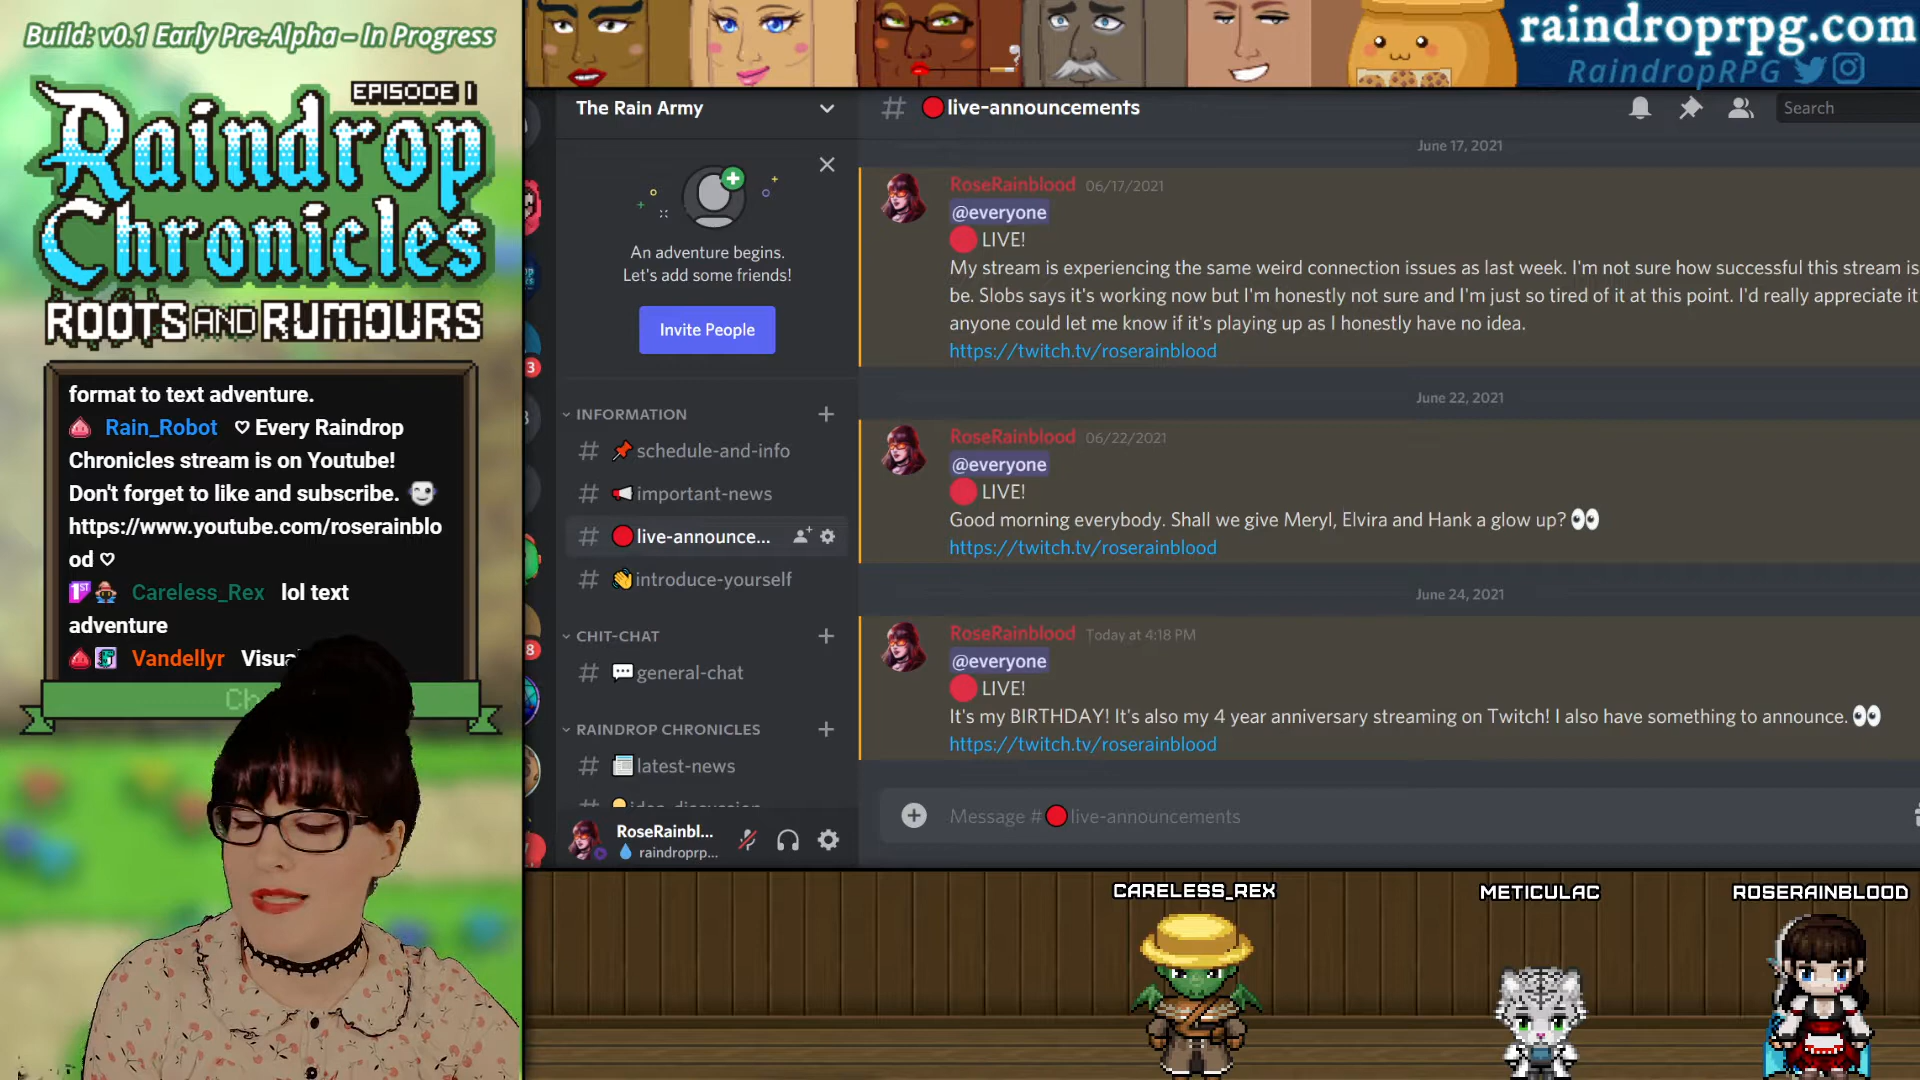 Build: v0.1 Early Pre-Alpha – In Progress
EPISODE I
Raindrop
Chronicles
ROOTS AND RUMOURS
format to text adventure.
Rain_Robot ♡ Every Raindrop
Chronicles stream is on Youtube!
Don't forget to like and subscribe.
https://www.youtube.com/roserainblo
od ♡
1ST Careless_Rex lol text
adventure
Vandellyr
raindroprpg.com
RaindropRPG
The Rain Army
An adventure begins.
Let's add some friends!
Invite People
INFORMATION
# schedule-and-info
# important-news
# live-announce...
# introduce-yourself
CHIT-CHAT
# general-chat
RAINDROP CHRONICLES
# latest-news
RoseRainbl...
raindroprp...
3
8
# live-announcements
Search
June 17, 2021
RoseRainblood 06/17/2021
@everyone
LIVE!
My stream is experiencing the same weird connection issues as last week. I'm not sure how successful this stream is
be. Slobs says it's working now but I'm honestly not sure and I'm just so tired of it at this point. I'd really appreciate it
anyone could let me know if it's playing up as I honestly have no idea.
https://twitch.tv/roserainblood
June 22, 2021
RoseRainblood 06/22/2021
@everyone
LIVE!
Good morning everybody. Shall we give Meryl, Elvira and Hank a glow up?
https://twitch.tv/roserainblood
June 24, 2021
RoseRainblood Today at 4:18 PM
@everyone
LIVE!
It's my BIRTHDAY! It's also my 4 year anniversary streaming on Twitch! I also have something to announce.
https://twitch.tv/roserainblood
Message # live-announcements
CARELESS_REX
METICULAC
ROSERAINBLOOD